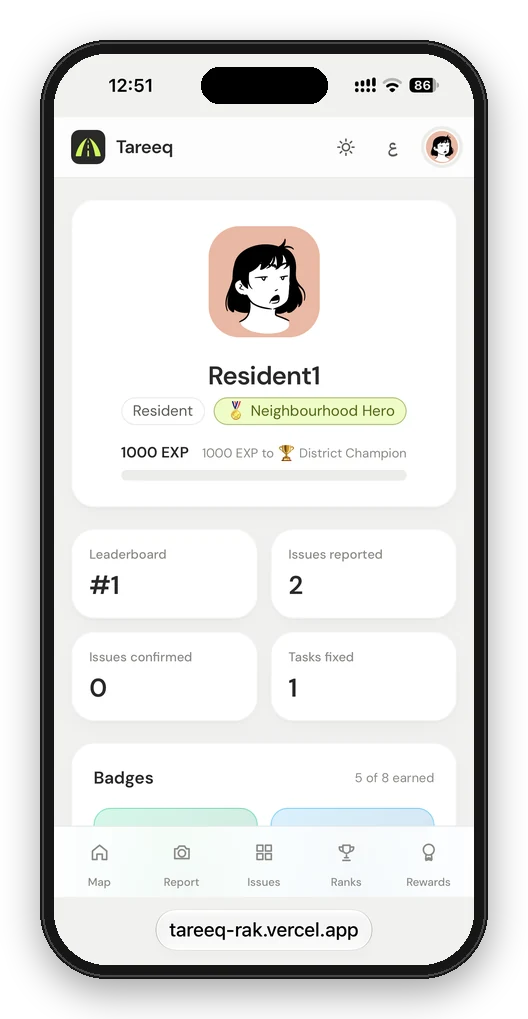 12:51
86
Tareeq
ع
Resident1
Resident
Neighbourhood Hero
1000 EXP
1000 EXP to 🏆 District Champion
Leaderboard
Issues reported
#1
2
Issues confirmed
Tasks fixed
0
1
Badges
5 of 8 earned
Map
Report
Issues
Ranks
Rewards
tareeq-rak.vercel.app